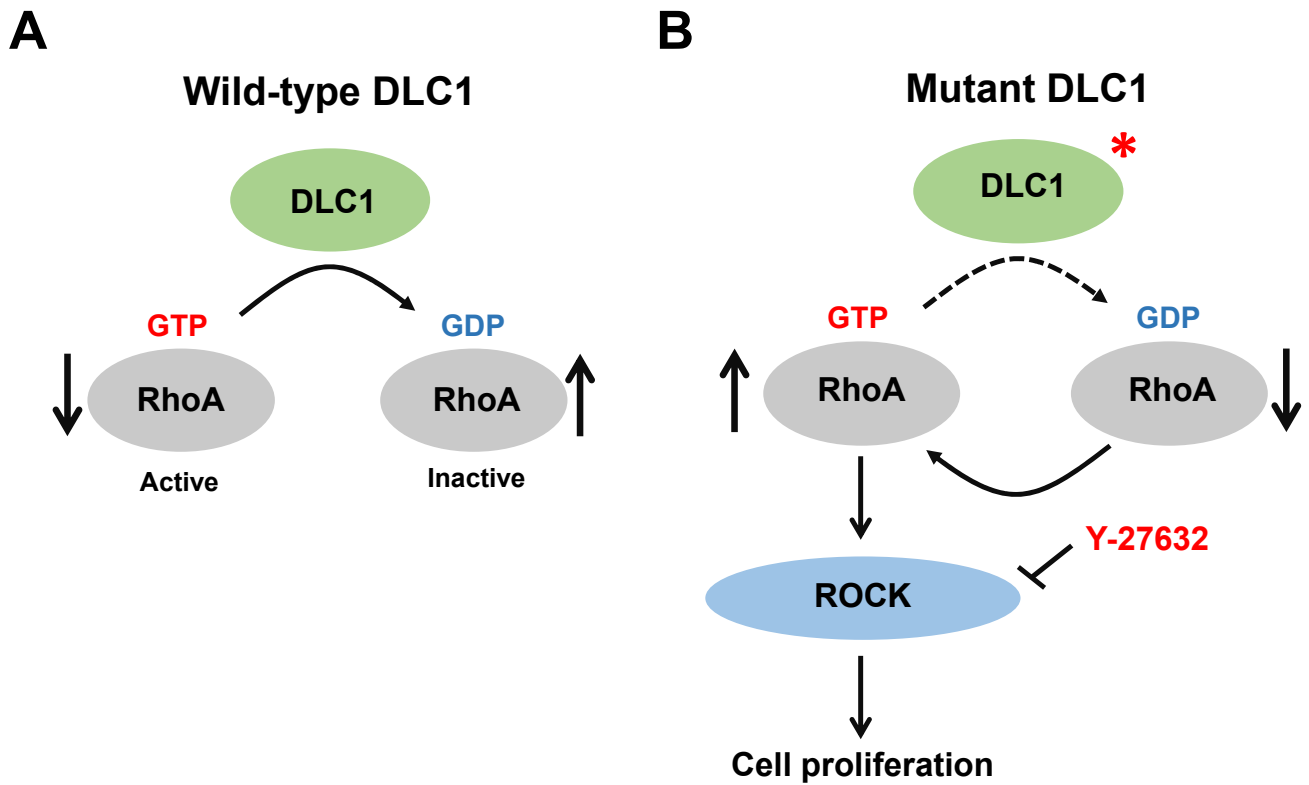 A
Wild-type DLC1
DLC1
GTP
GDP
RhoA
RhoA
Active
Inactive
B
Mutant DLC1
*
DLC1
GTP
GDP
RhoA
RhoA
Y-27632
ROCK
Cell proliferation